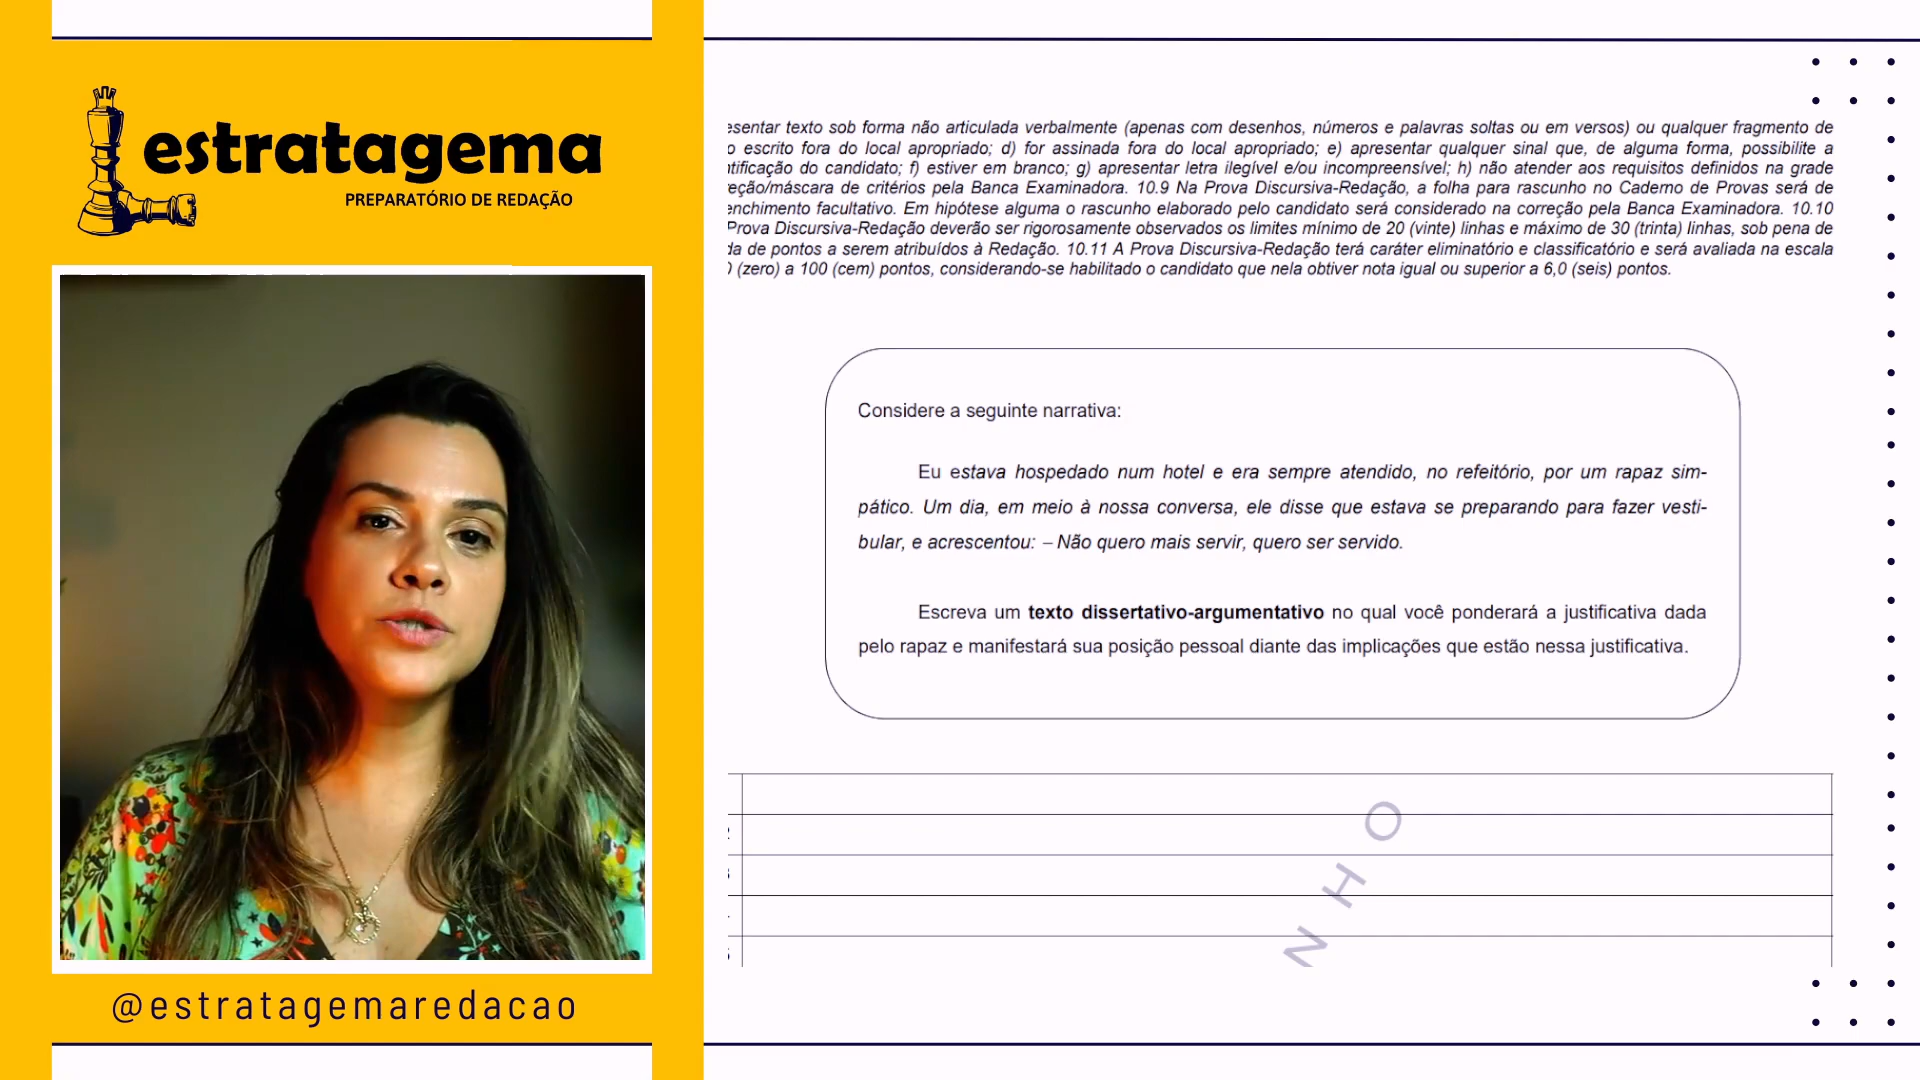 estratagema
PREPARATÓRIO DE REDAÇÃO
@estratagemaredacao
texto sob forma não articulada verbalmente (apenas com desenhos, números e palavras soltas ou em versos) ou qualquer fragmento de
escrito fora do local apropriado; d) for assinada fora do local apropriado; e) apresentar qualquer sinal que, de alguma forma, possibilite a
do candidato; f) estiver em branco; g) apresentar letra ilegível e/ou incompreensível; h) não atender aos requisitos definidos na grade
de critérios pela Banca Examinadora. 10.9 Na Prova Discursiva-Redação, a folha para rascunho no Caderno de Provas será de
facultativo. Em hipótese alguma o rascunho elaborado pelo candidato será considerado na correção pela Banca Examinadora. 10.10
Prova Discursiva-Redação deverão ser rigorosamente observados os limites mínimo de 20 (vinte) linhas e máximo de 30 (trinta) linhas, sob pena de
de pontos a serem atribuídos à Redação. 10.11 A Prova Discursiva-Redação terá caráter eliminatório e classificatório e será avaliada na escala
(zero) a 100 (cem) pontos, considerando-se habilitado o candidato que nela obtiver nota igual ou superior a 6,0 (seis) pontos.
Considere a seguinte narrativa:
Eu estava hospedado num hotel e era sempre atendido, no refeitório, por um rapaz sim-
pático. Um dia, em meio à nossa conversa, ele disse que estava se preparando para fazer vesti-
bular, e acrescentou: – Não quero mais servir, quero ser servido.
Escreva um texto dissertativo-argumentativo no qual você ponderará a justificativa dada
pelo rapaz e manifestará sua posição pessoal diante das implicações que estão nessa justificativa.
N H O